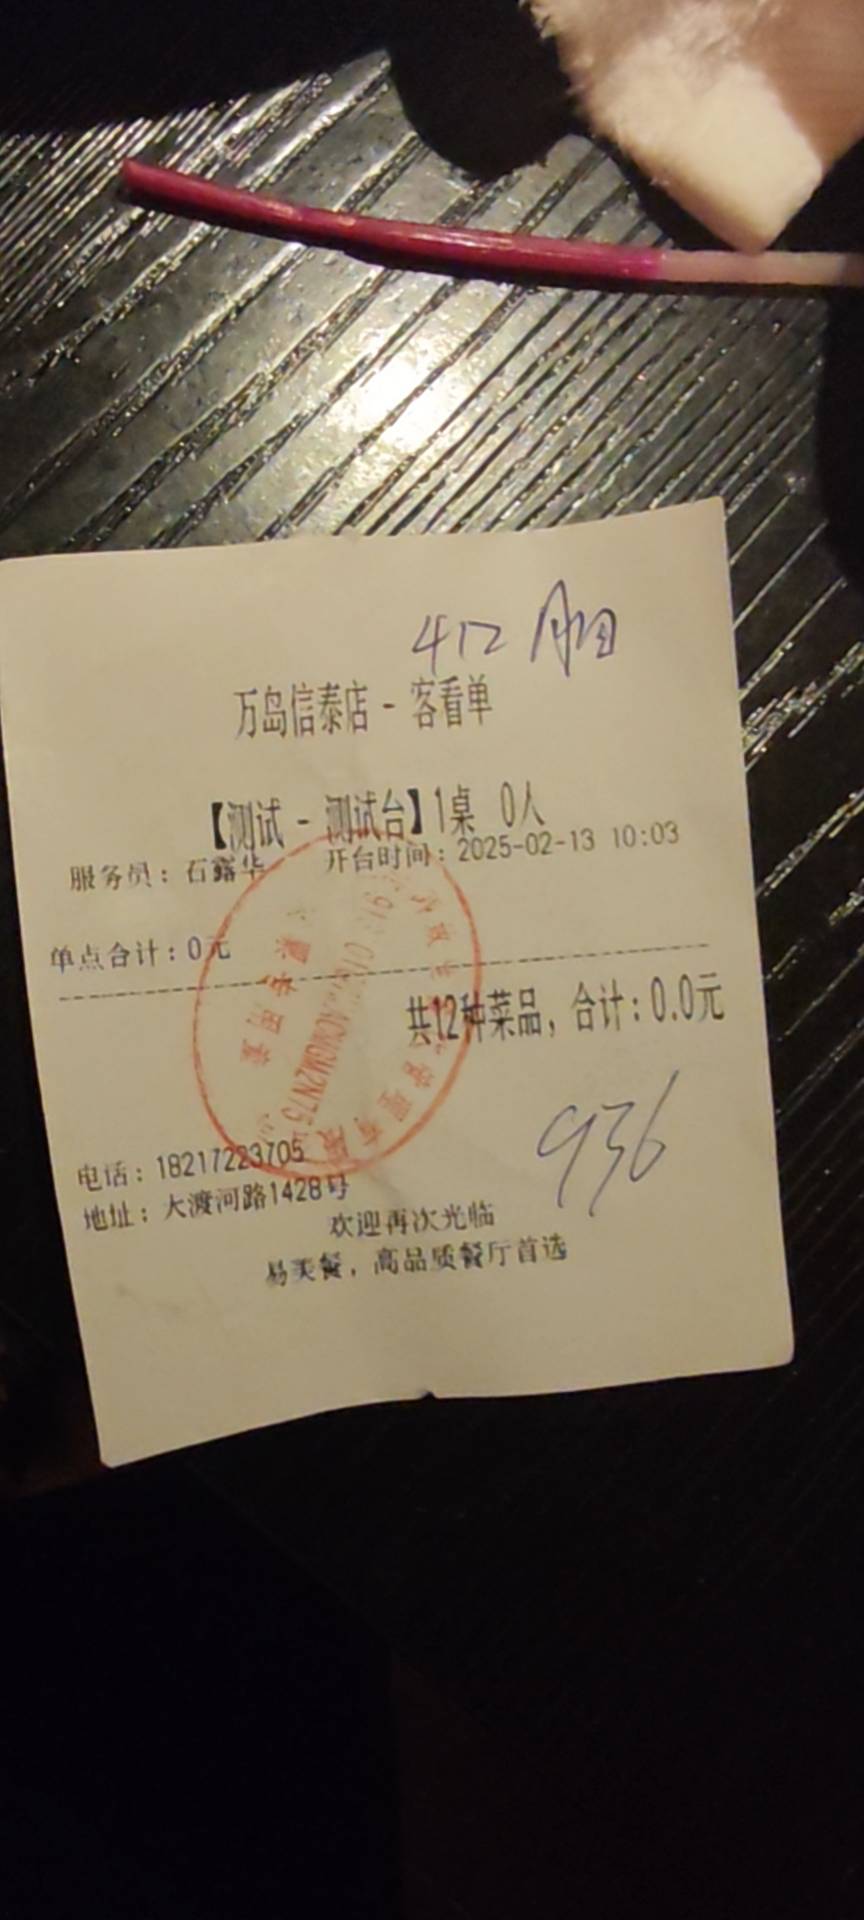 412
万岛信泰店 - 客看单
【测试 - 测试台】1桌 0人
服务员: 石露华 开台时间: 2025-02-13 10:03
单点合计: 0元
共12种菜品, 合计: 0.0元
936
电话: 18217223705
地址: 大渡河路1428号
欢迎再次光临
易美餐, 高品质餐厅首选